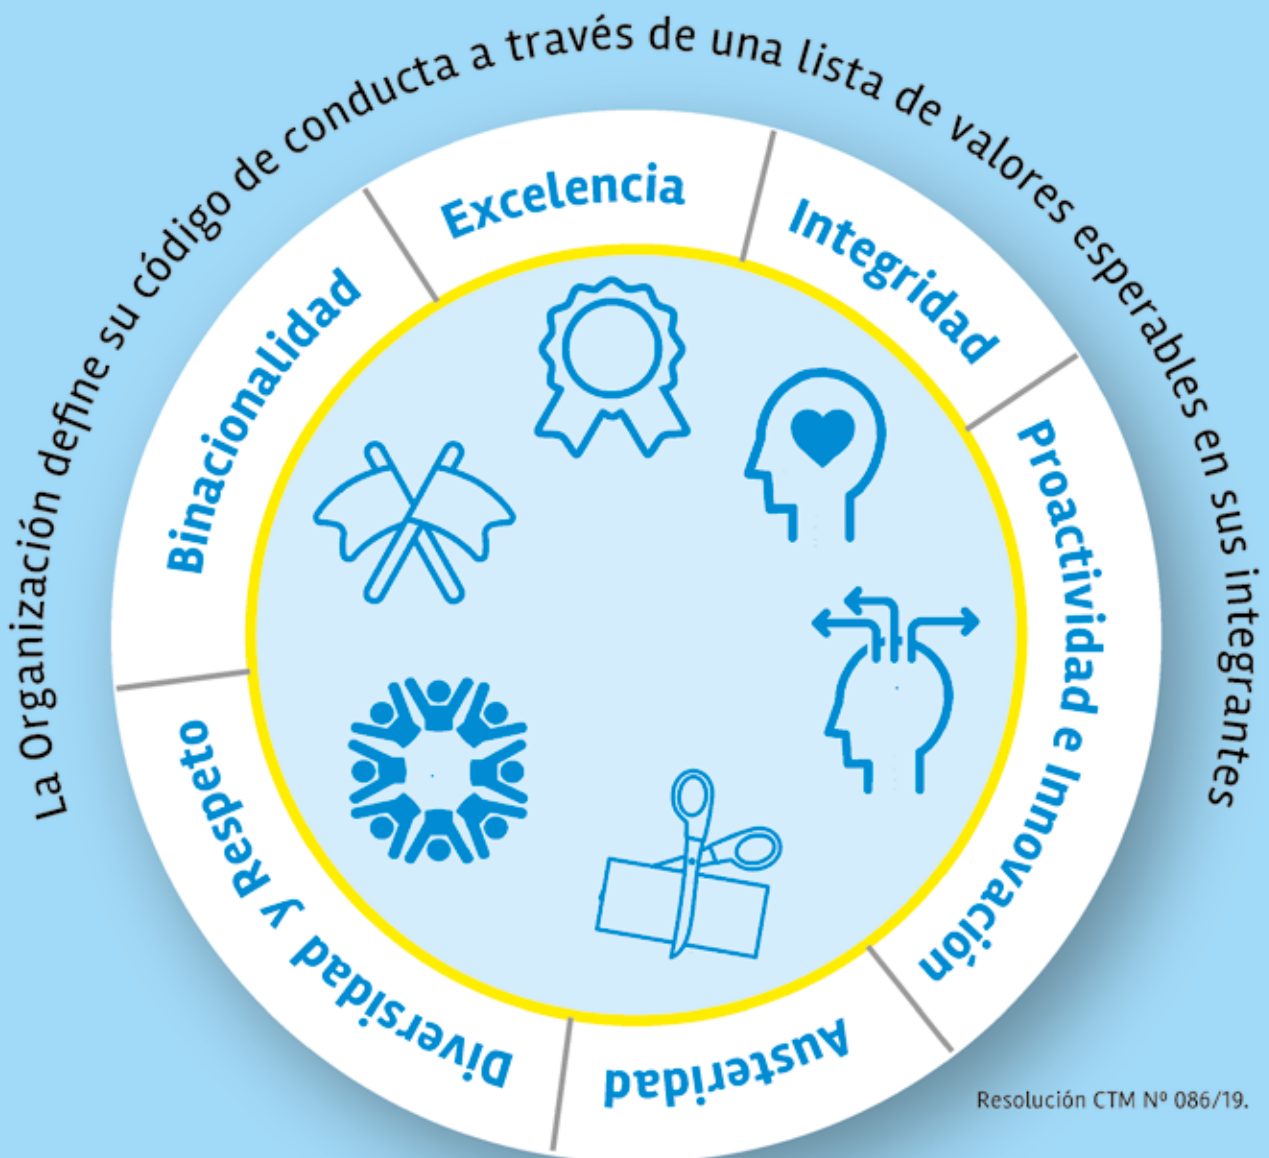 La Organización define su código de conducta a través de una lista de valores esperables en sus integrantes
Excelencia
Integridad
Proactividad e Innovación
Austeridad
Diversidad y Respeto
Binacionalidad
Resolución CTM Nº 086/19.